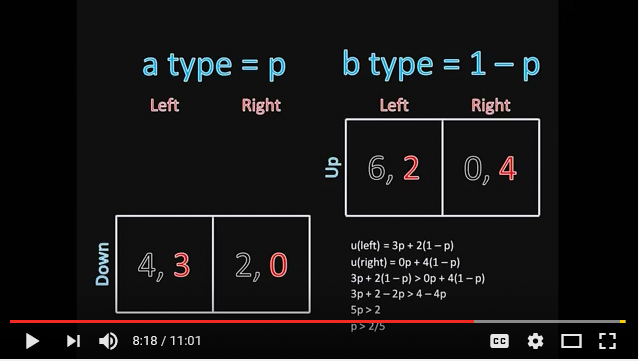 a type = p
b type = 1 – p
Left Right
Left Right
Up
6, 2 0, 4
Down
4, 3 2, 0
u(left) = 3p + 2(1 – p)
u(right) = 0p + 4(1 – p)
3p + 2(1 – p) > 0p + 4(1 – p)
3p + 2 – 2p > 4 – 4p
5p > 2
p > 2/5
8:18 / 11:01
CC